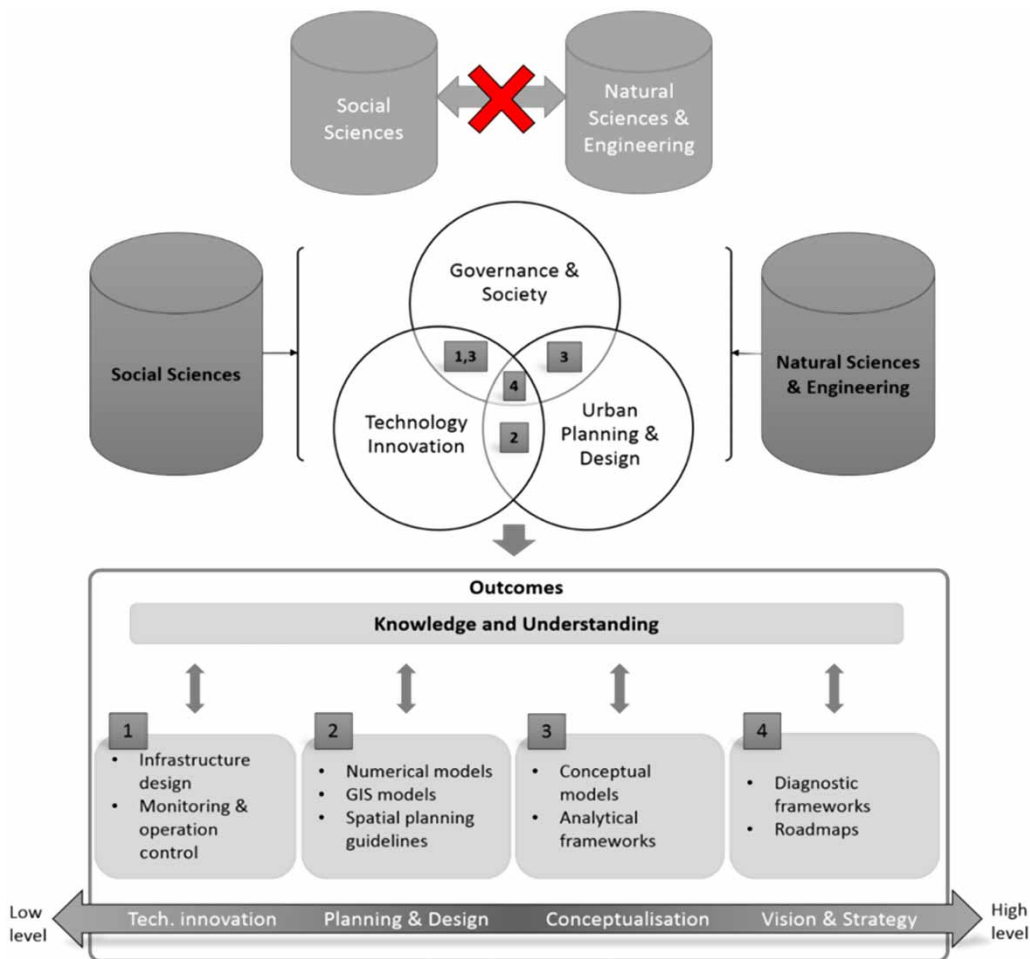 Social
Sciences
Natural
Sciences &
Engineering
Governance &
Society
Social Sciences
1,3
3
4
Natural Sciences
& Engineering
Technology
Innovation
2
Urban
Planning &
Design
Outcomes
Knowledge and Understanding
1
• Infrastructure
design
• Monitoring &
operation
control
2
• Numerical models
• GIS models
• Spatial planning
guidelines
3
• Conceptual
models
• Analytical
frameworks
4
• Diagnostic
frameworks
• Roadmaps
Low
level
Tech. innovation
Planning & Design
Conceptualisation
Vision & Strategy
High
level